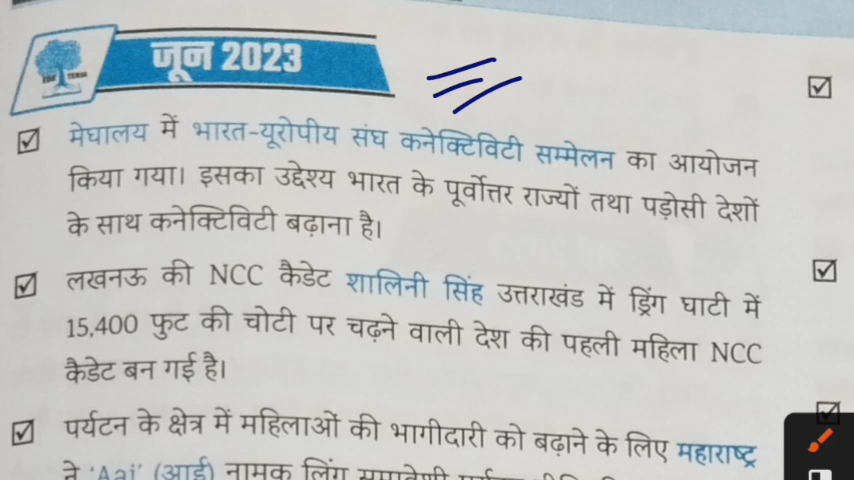 जून 2023
मेघालय में भारत-यूरोपीय संघ कनेक्टिविटी सम्मेलन का आयोजन
किया गया। इसका उद्देश्य भारत के पूर्वोत्तर राज्यों तथा पड़ोसी देशों
के साथ कनेक्टिविटी बढ़ाना है।
लखनऊ की NCC कैडेट शालिनी सिंह उत्तराखंड में ड्रिंग घाटी में
15,400 फुट की चोटी पर चढ़ने वाली देश की पहली महिला NCC
कैडेट बन गई है।
पर्यटन के क्षेत्र में महिलाओं की भागीदारी को बढ़ाने के लिए महाराष्ट्र
ने 'Aai' (आई) नामक लिंग